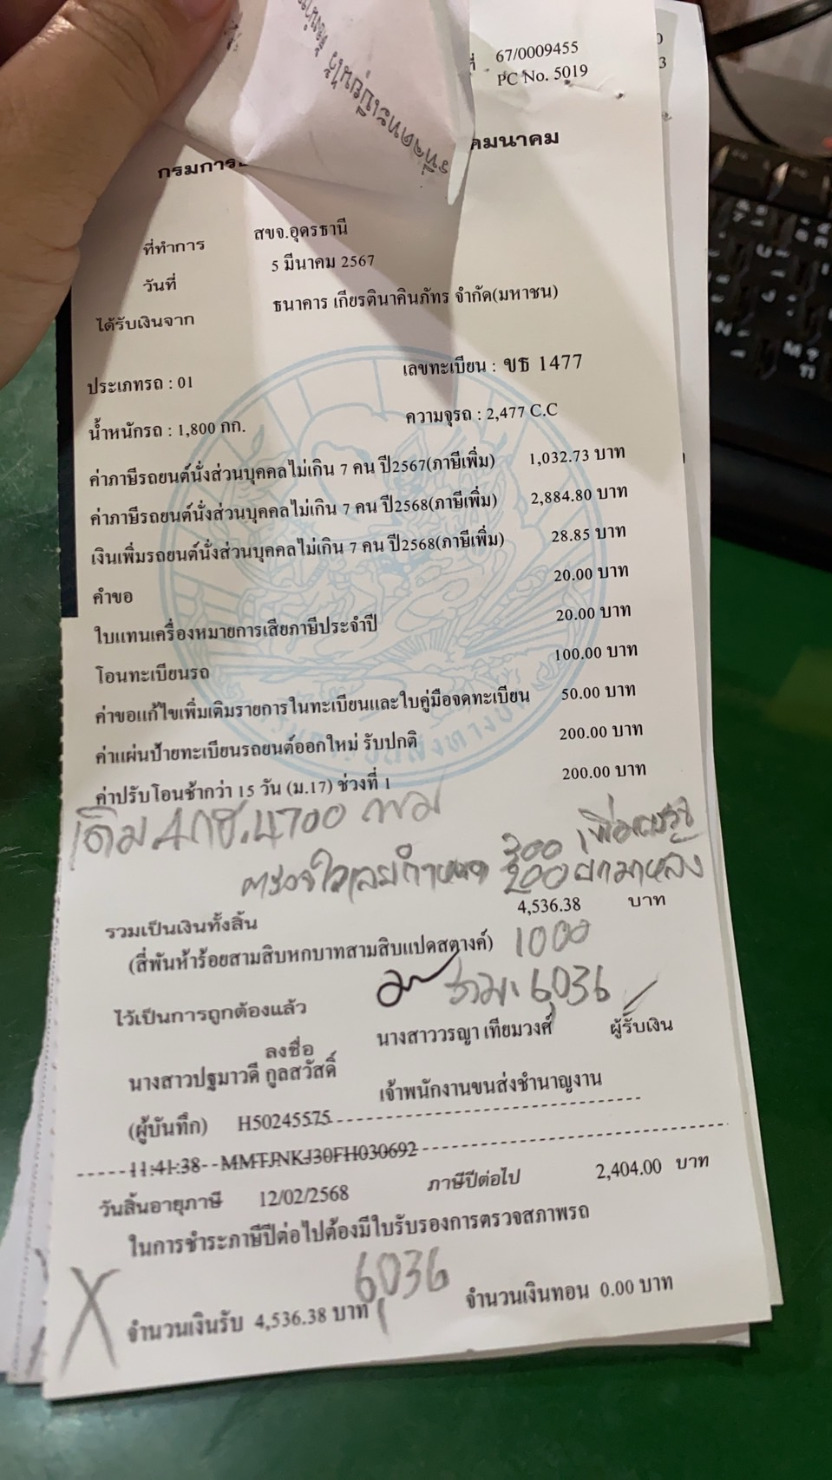 ที่จดทะเบียนไว้
67/0009455
PC No. 5019
กรมการ
คมนาคม
ที่ทำการ สขจ.อุดรธานี
วันที่ 5 มีนาคม 2567
ได้รับเงินจาก ธนาคาร เกียรตินาคินภัทร จำกัด(มหาชน)
ประเภทรถ : 01 เลขทะเบียน : ขธ 1477
น้ำหนักรถ : 1,800 กก. ความจุรถ : 2,477 C.C
ค่าภาษีรถยนต์นั่งส่วนบุคคลไม่เกิน 7 คน ปี2567(ภาษีเพิ่ม) 1,032.73 บาท
ค่าภาษีรถยนต์นั่งส่วนบุคคลไม่เกิน 7 คน ปี2568(ภาษีเพิ่ม) 2,884.80 บาท
เงินเพิ่มรถยนต์นั่งส่วนบุคคลไม่เกิน 7 คน ปี2568(ภาษีเพิ่ม) 28.85 บาท
คำขอ 20.00 บาท
ใบแทนเครื่องหมายการเสียภาษีประจำปี 20.00 บาท
โอนทะเบียนรถ 100.00 บาท
ค่าขอแก้ไขเพิ่มเติมรายการในทะเบียนและใบคู่มือจดทะเบียน 50.00 บาท
ค่าแผ่นป้ายทะเบียนรถยนต์ออกใหม่ รับปกติ 200.00 บาท
ค่าปรับโอนช้ากว่า 15 วัน (ม.17) ช่วงที่ 1 200.00 บาท
เดิม 4กช.4700 กทม
300
200
รวมเป็นเงินทั้งสิ้น 4,536.38 บาท
(สี่พันห้าร้อยสามสิบหกบาทสามสิบแปดสตางค์) 1000
รวม. 6,036
ไว้เป็นการถูกต้องแล้ว
ลงชื่อ นางสาววรญา เทียมวงศ์ ผู้รับเงิน
นางสาวปฐมาวดี กูลสวัสดิ์ เจ้าพนักงานขนส่งชำนาญงาน
(ผู้บันทึก) H50245575
11:41:38 MMTJNKJ30FH030692
วันสิ้นอายุภาษี 12/02/2568 ภาษีปีต่อไป 2,404.00 บาท
ในการชำระภาษีปีต่อไปต้องมีใบรับรองการตรวจสภาพรถ
6036
จำนวนเงินรับ 4,536.38 บาท จำนวนเงินทอน 0.00 บาท